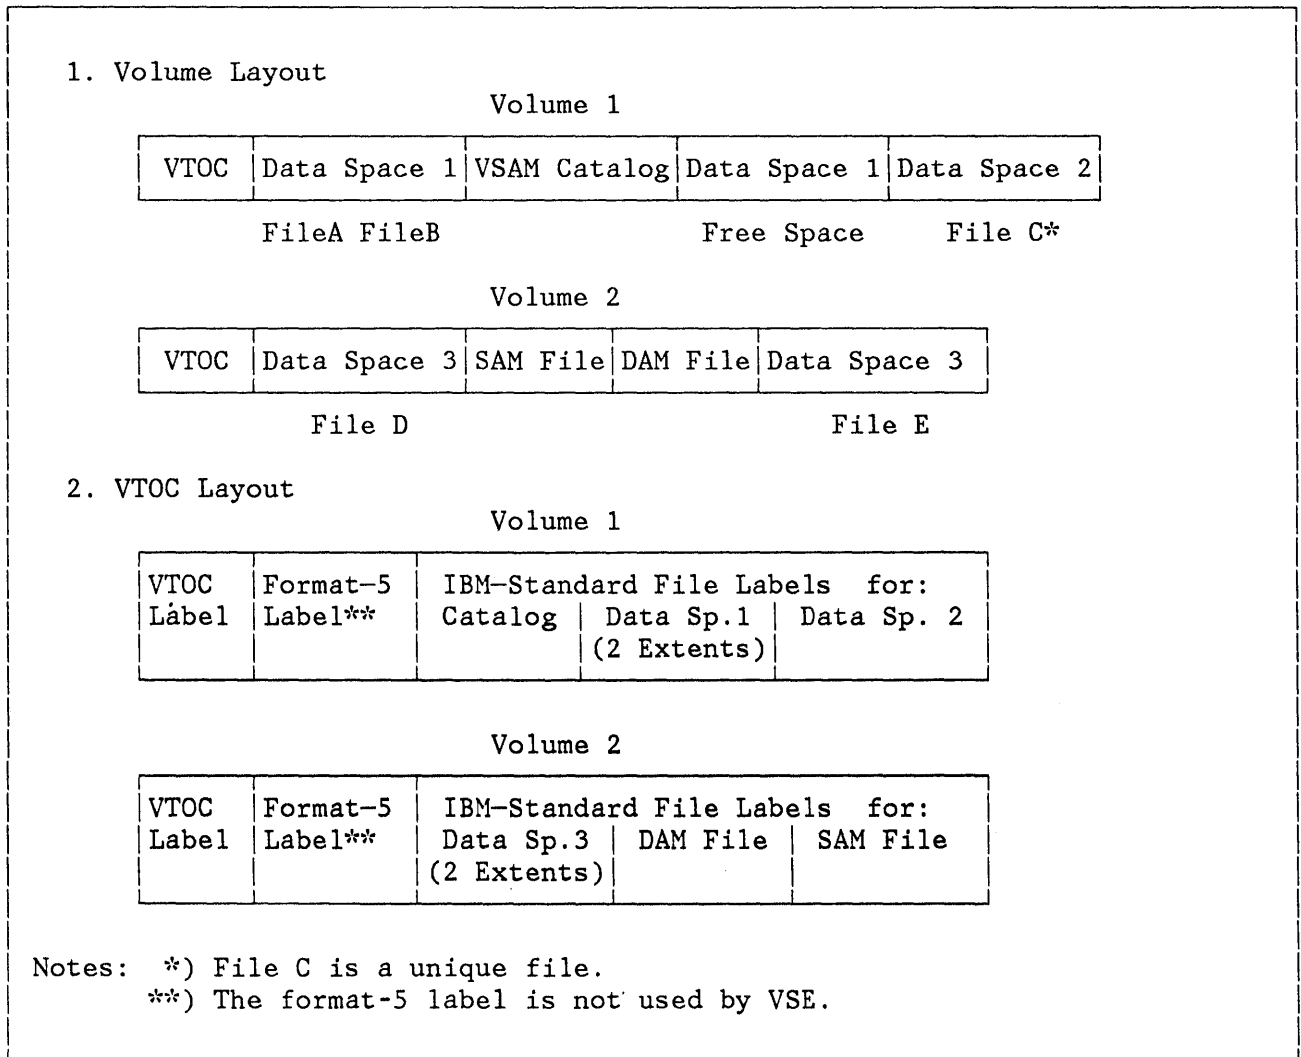 1. Volume Layout
Volume 1
VTOC Data Space 1 VSAM Catalog Data Space 1 Data Space 2
FileA FileB Free Space File C*
Volume 2
VTOC Data Space 3 SAM File DAM File Data Space 3
File D File E
2. VTOC Layout
Volume 1
VTOC Format-5 IBM-Standard File Labels for:
Label Label** Catalog Data Sp.1 Data Sp. 2
(2 Extents)
Volume 2
VTOC Format-5 IBM-Standard File Labels for:
Label Label** Data Sp.3 DAM File SAM File
(2 Extents)
Notes: *) File C is a unique file.
**) The format-5 label is not used by VSE.